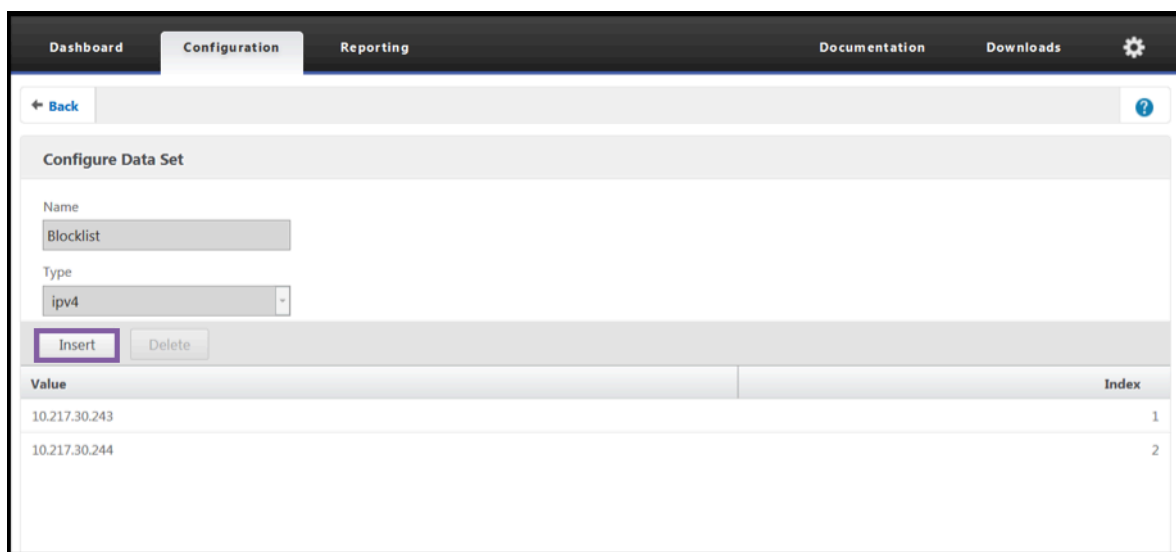 Dashboard Configuration Reporting Documentation Downloads
Back ?
Configure Data Set
Name
Blocklist
Type
ipv4
Insert Delete
Value Index
10.217.30.243 1
10.217.30.244 2